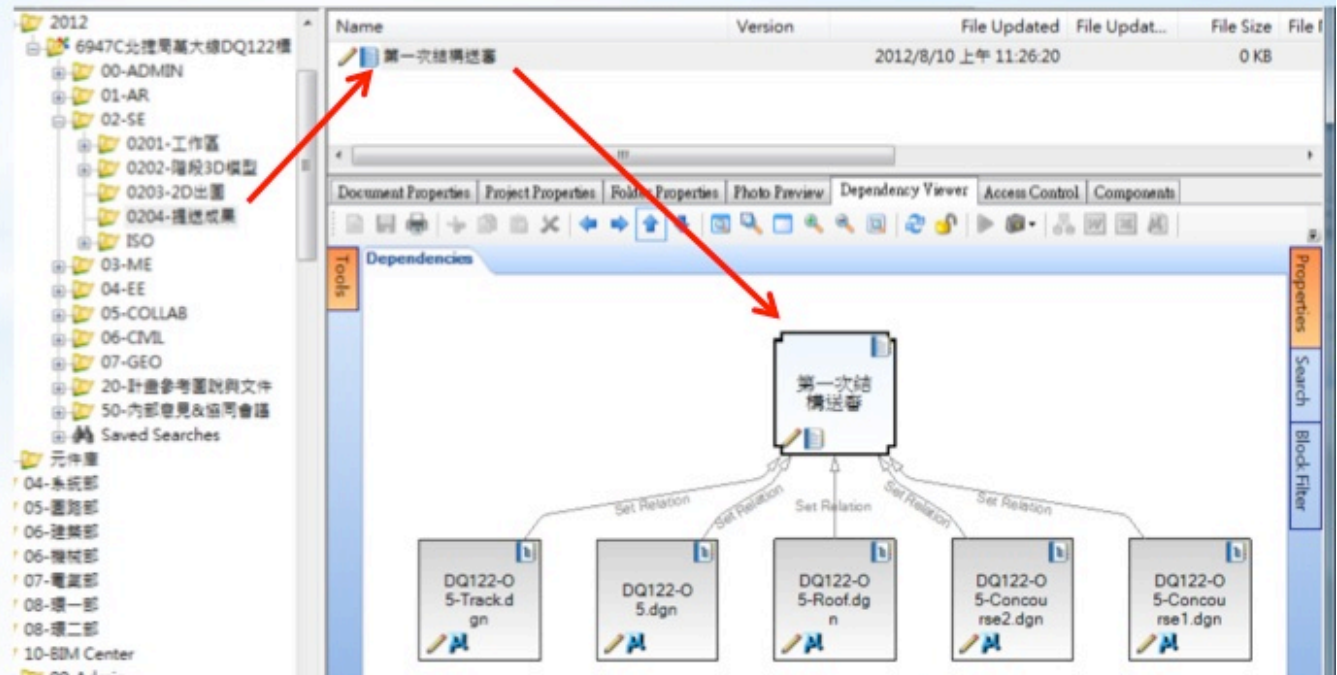 2012
6947C北捷局萬大線DQ122標
00-ADMIN
01-AR
02-SE
0201-工作區
0202-階段3D模型
0203-2D出圖
0204-提送成果
ISO
03-ME
04-EE
05-COLLAB
06-CIVIL
07-GEO
20-計畫參考圖說與文件
50-內部意見&協同會議
Saved Searches
元件庫
04-系統部
05-鐵路部
06-建築部
06-機械部
07-電氣部
08-環一部
08-環二部
10-BIM Center
Name Version File Updated File Updat... File Size
第一次結構送審 2012/8/10 上午 11:26:20 0 KB
Document Properties Project Properties Folder Properties Photo Preview Dependency Viewer Access Control Components
Tools
Dependencies
第一次結
構送審
Set Relation Set Relation Set Relation Set Relation Set Relation
DQ122-O
5-Track.d
gn
DQ122-O
5.dgn
DQ122-O
5-Roof.dg
n
DQ122-O
5-Concou
rse2.dgn
DQ122-O
5-Concou
rse1.dgn
Properties
Search
Block Filter